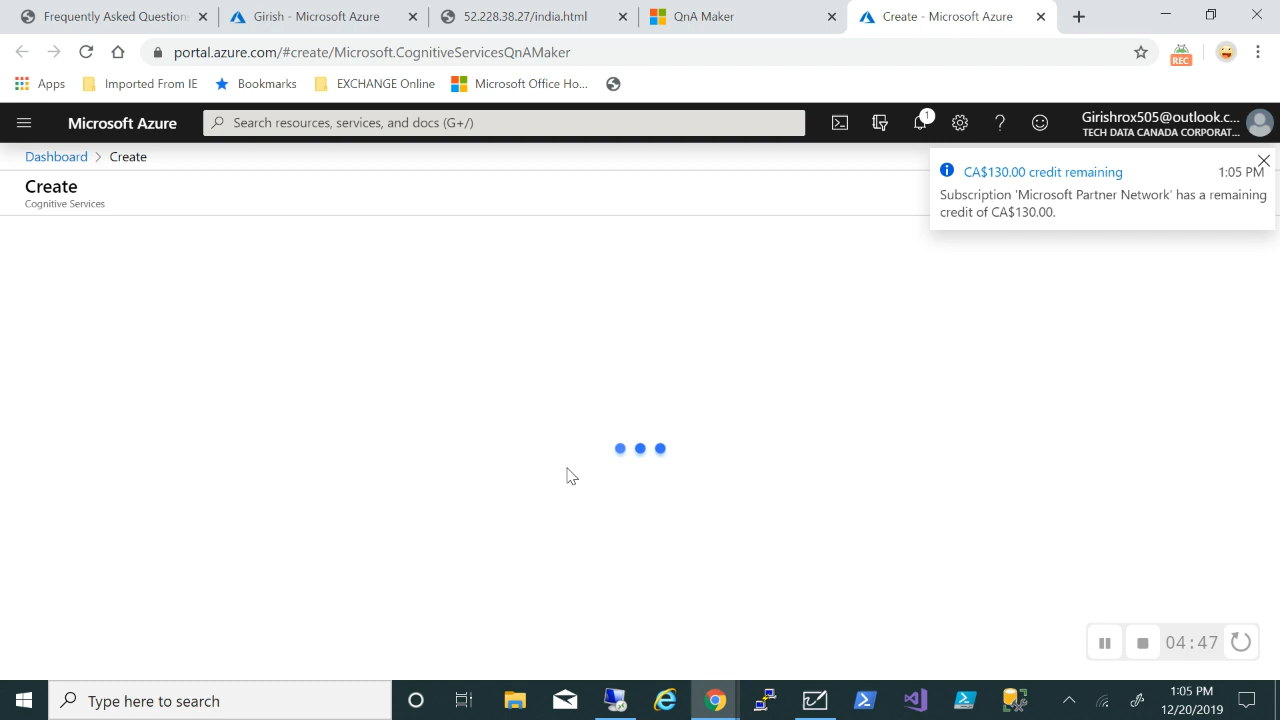 Frequently Asked Question
Girish - Microsoft Azure
52.228.38.27/india.html
QnA Maker
Create - Microsoft Azure
portal.azure.com/#create/Microsoft.CognitiveServicesQnAMaker
REC
Apps
Imported From IE
Bookmarks
EXCHANGE Online
Microsoft Office Ho...
Microsoft Azure
Search resources, services, and docs (G+/)
1
Girishrox505@outlook.c...
TECH DATA CANADA CORPORAT...
Dashboard > Create
Create
Cognitive Services
CA$130.00 credit remaining
1:05 PM
Subscription 'Microsoft Partner Network' has a remaining
credit of CA$130.00.
04:47
Type here to search
1:05 PM
12/20/2019